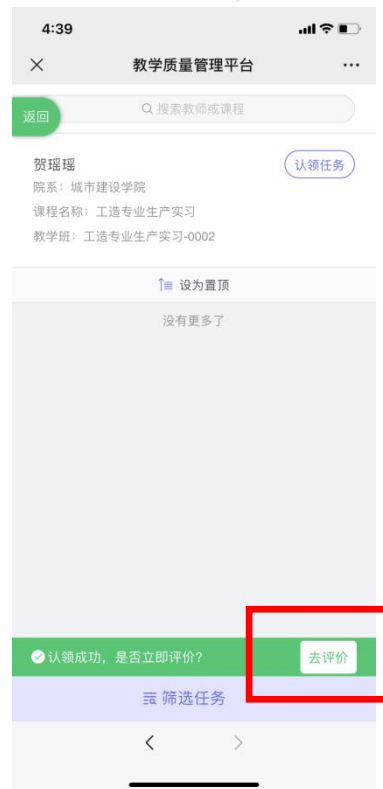 4:39
教学质量管理平台
返回
搜索教师或课程
贺瑶瑶
认领任务
院系：城市建设学院
课程名称：工造专业生产实习
教学班：工造专业生产实习-0002
设为置顶
没有更多了
认领成功，是否立即评价?
去评价
筛选任务